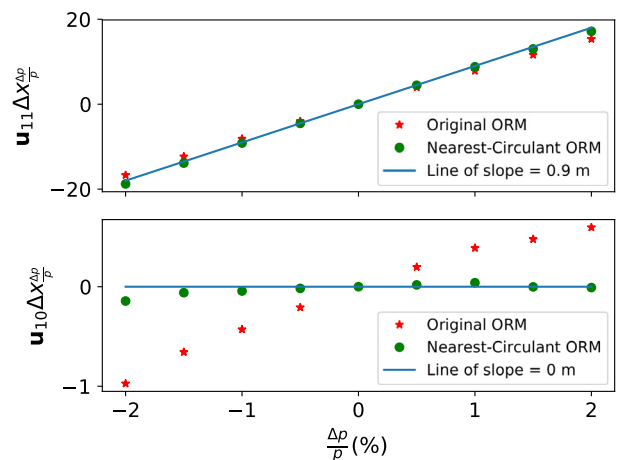 20
0
−20
u₁₁Δx^{Δp/p}
Original ORM
Nearest-Circulant ORM
Line of slope = 0.9 m
0
−1
u₁₀Δx^{Δp/p}
Original ORM
Nearest-Circulant ORM
Line of slope = 0 m
−2 −1 0 1 2
Δp/p (%)